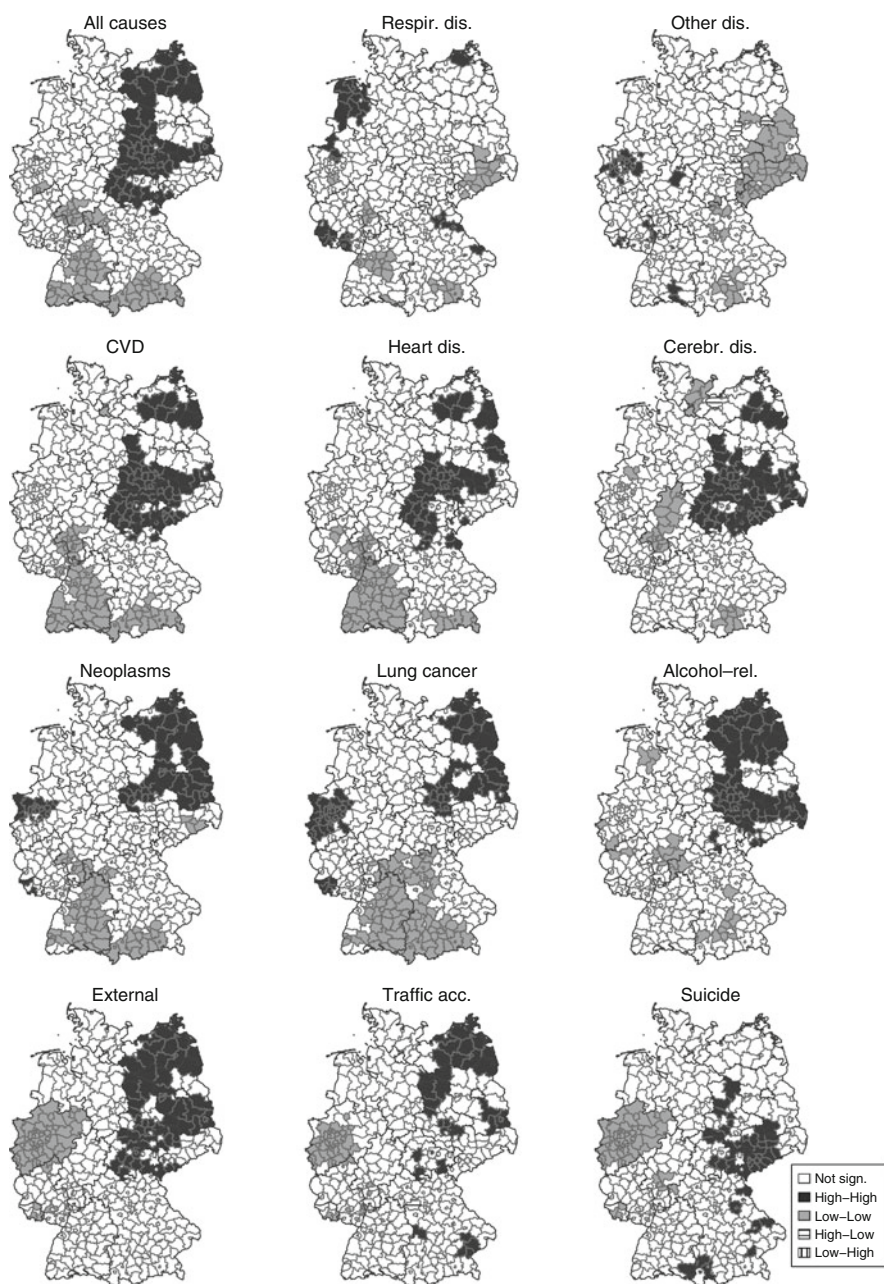 All causes
Respir. dis.
Other dis.
CVD
Heart dis.
Cerebr. dis.
Neoplasms
Lung cancer
Alcohol–rel.
External
Traffic acc.
Suicide
Not sign.
High–High
Low–Low
High–Low
Low–High